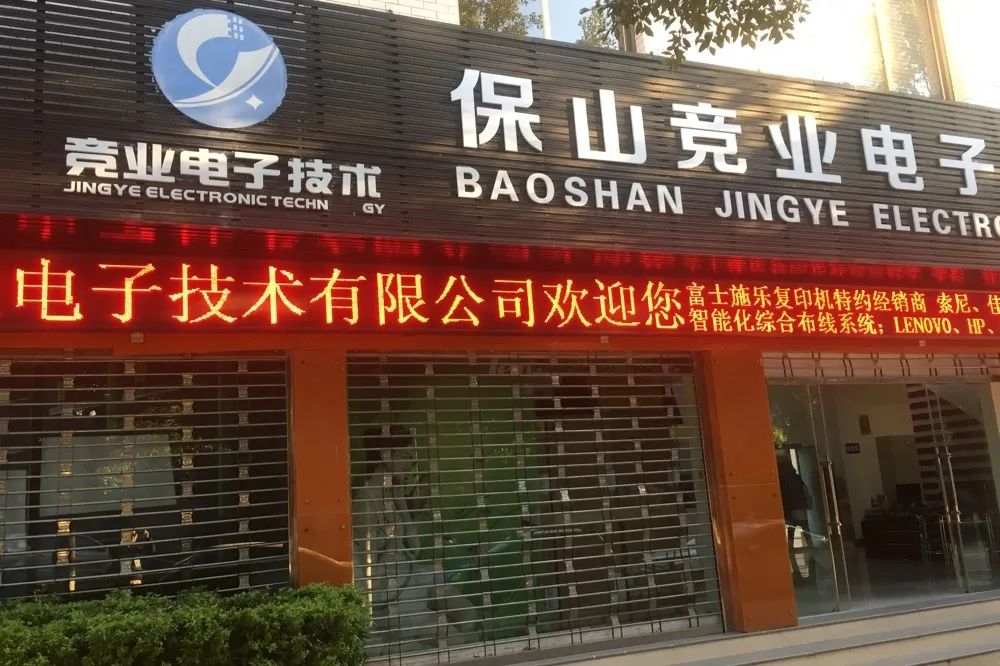 竞业电子技术
JINGYE ELECTRONIC TECHN GY
保山竞业电子
BAOSHAN JINGYE ELECTRO
电子技术有限公司欢迎您
富士施乐复印机特约经销商 索尼、佳
智能化综合布线系统；LENOVO、HP、